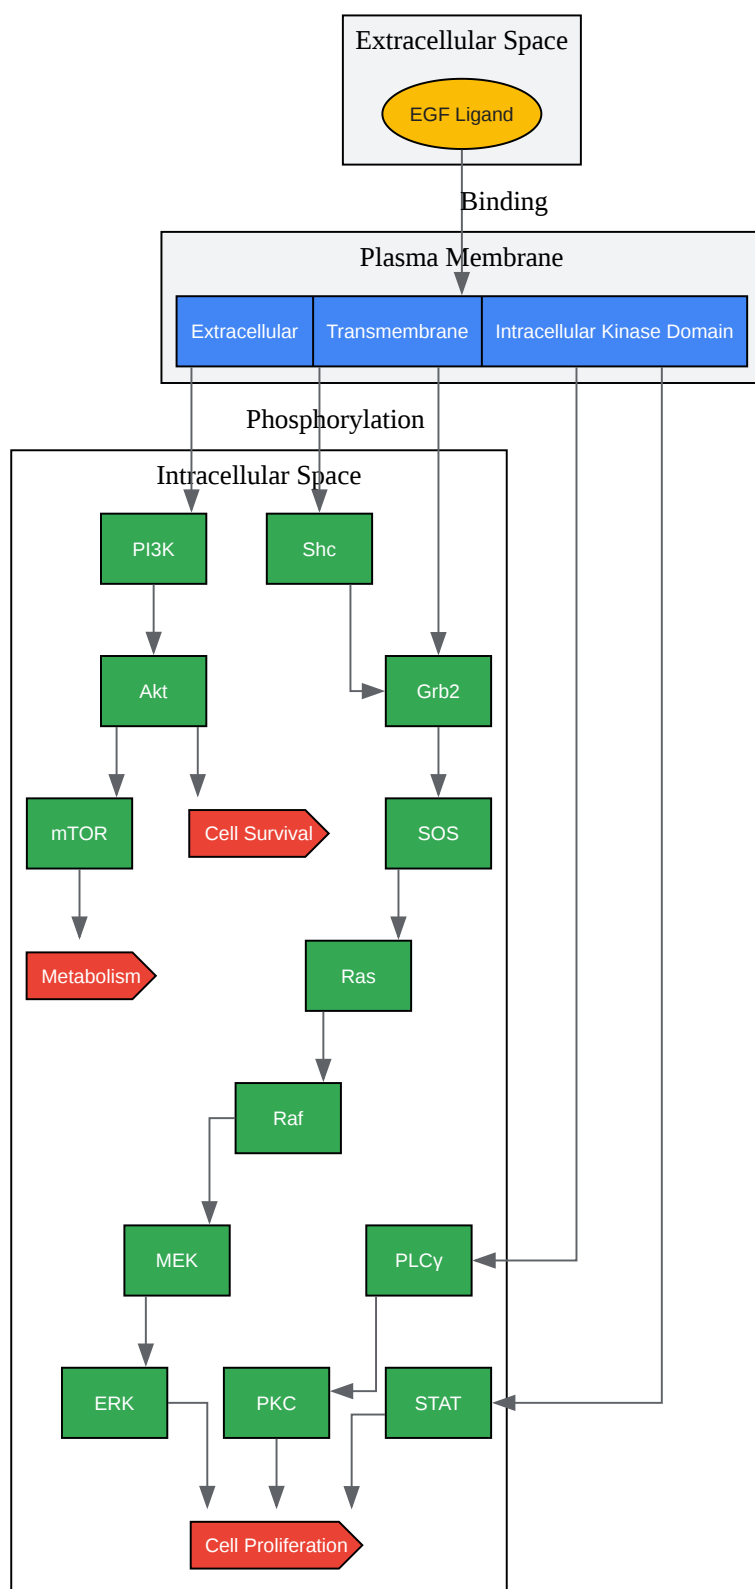 Extracellular Space
EGF Ligand
Binding
Plasma Membrane
Extracellular
Transmembrane
Intracellular Kinase Domain
Phosphorylation
Intracellular Space
PI3K
Shc
Akt
Grb2
mTOR
Cell Survival
SOS
Metabolism
Ras
Raf
MEK
PLCγ
ERK
PKC
STAT
Cell Proliferation